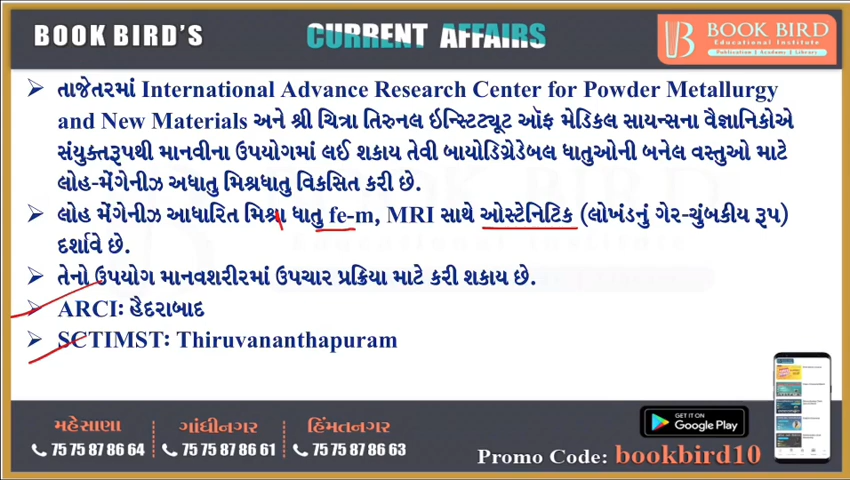 BOOK BIRD'S
CURRENT AFFAIRS
BOOK BIRD
Educational Institute
Publication | Academy | Library
તાજેતરમાં International Advance Research Center for Powder Metallurgy
and New Materials અને શ્રી ચિત્રા તિરુનલ ઇન્સ્ટિટ્યૂટ ઑફ મેડિકલ સાયન્સના વૈજ્ઞાનિકોએ
સંયુક્તરૂપથી માનવીના ઉપયોગમાં લઈ શકાય તેવી બાયોડિગ્રેડેબલ ધાતુઓની બનેલ વસ્તુઓ માટે
લોહ-મેંગેનીઝ અધાતુ મિશ્રધાતુ વિકસિત કરી છે.
લોહ મેંગેનીઝ આધારિત મિશ્રા ધાતુ fe-m, MRI સાથે ઓસ્ટેનિટિક (લોખંડનું ગેર-ચુંબકીય રૂપ)
દર્શાવે છે.
તેનો ઉપયોગ માનવશરીરમાં ઉપચાર પ્રક્રિયા માટે કરી શકાય છે.
ARCI: હૈદરાબાદ
SCTIMST: Thiruvananthapuram
મહેસાણા
75 75 87 86 64
ગાંધીનગર
75 75 87 86 61
હિંમતનગર
75 75 87 86 63
GET IT ON
Google Play
Promo Code: bookbird10